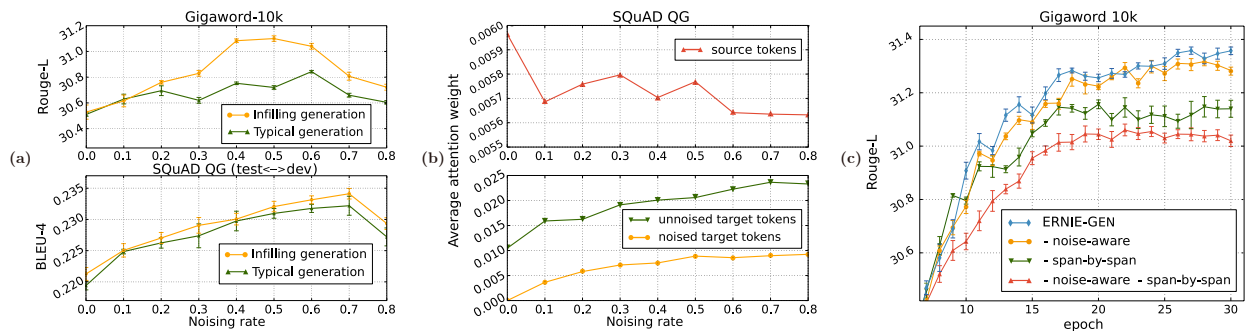 (a)
Gigaword-10k
Rouge-L
31.2
31.0
30.8
30.6
30.4
Infilling generation
Typical generation
0.0 0.1 0.2 0.3 0.4 0.5 0.6 0.7 0.8
SQuAD QG (test<->dev)
BLEU-4
0.235
0.230
0.225
0.220
Infilling generation
Typical generation
0.0 0.1 0.2 0.3 0.4 0.5 0.6 0.7 0.8
Noising rate
(b)
SQuAD QG
Average attention weight
0.0060
0.0059
0.0058
0.0057
0.0056
0.0055
source tokens
0.0 0.1 0.2 0.3 0.4 0.5 0.6 0.7 0.8
0.025
0.020
0.015
0.010
0.005
0.000
unnoised target tokens
noised target tokens
0.0 0.1 0.2 0.3 0.4 0.5 0.6 0.7 0.8
Noising rate
(c)
Gigaword 10k
Rouge-L
31.4
31.2
31.0
30.8
30.6
ERNIE-GEN
- noise-aware
- span-by-span
- noise-aware - span-by-span
10 15 20 25 30
epoch